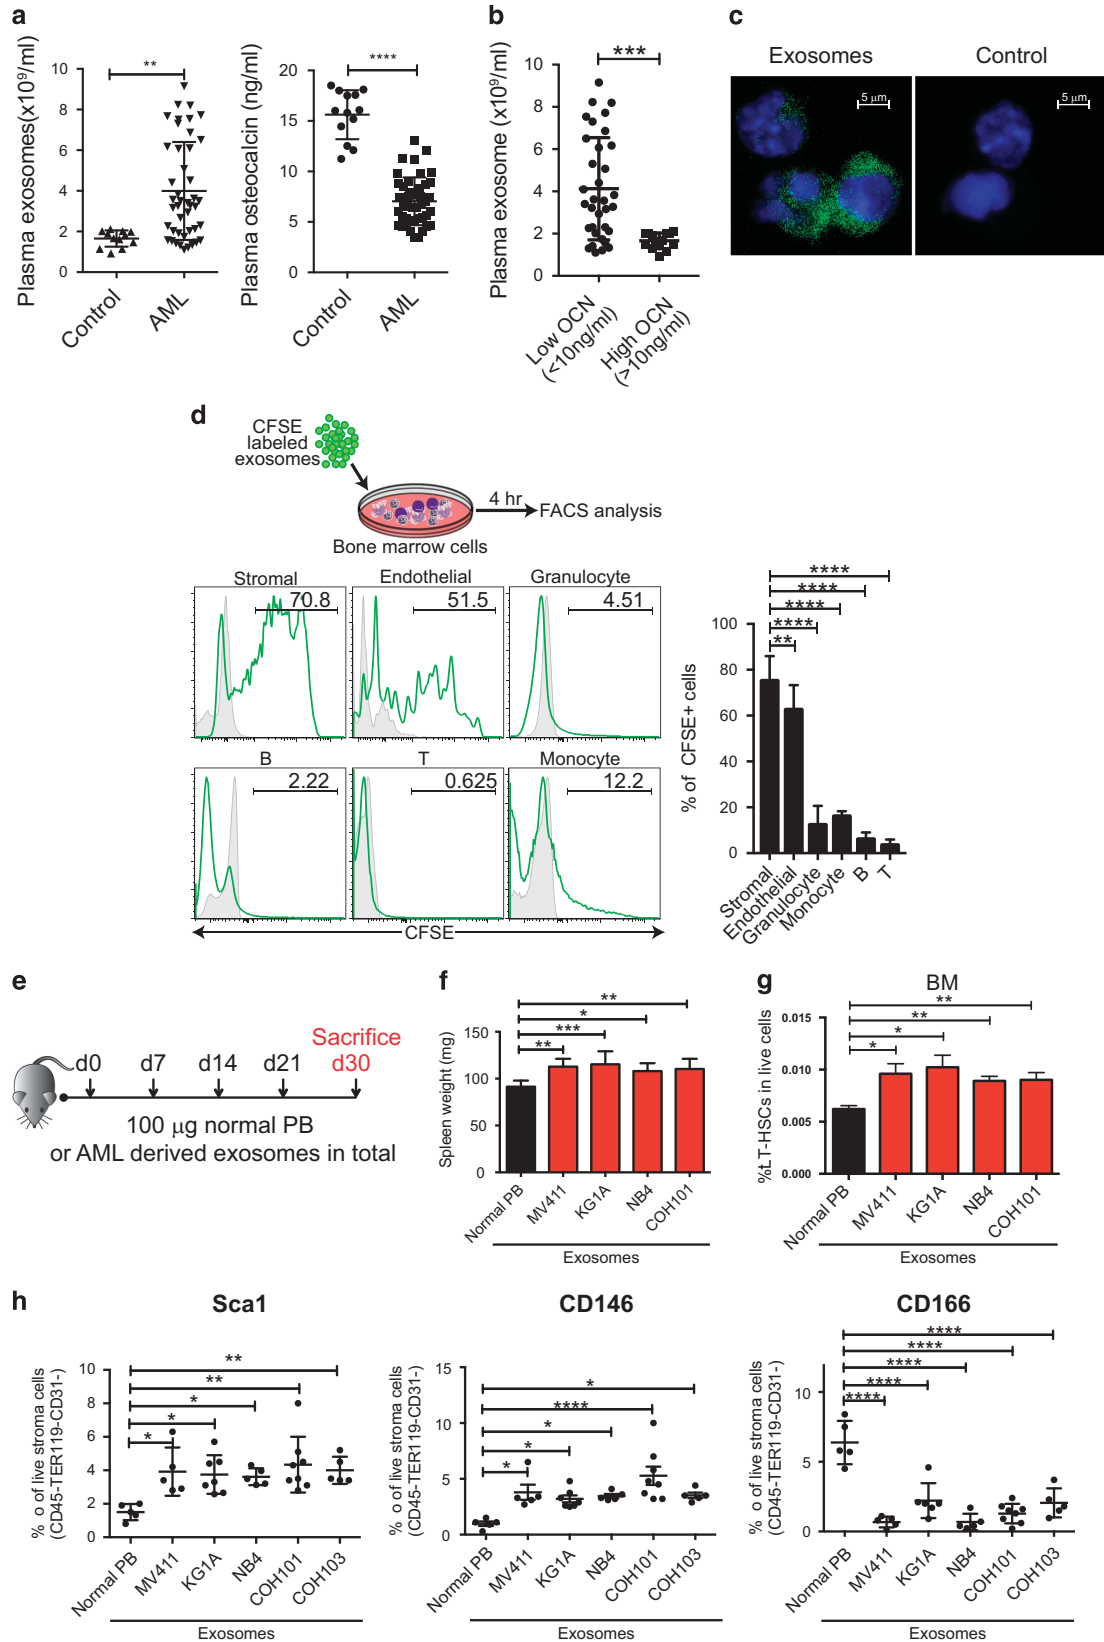 a
Plasma exosomes(x10⁹/ml)
10
8
6
4
2
0
**
Control
AML
Plasma osteocalcin (ng/ml)
20
15
10
5
0
****
Control
AML
b
Plasma exosome (x10⁹/ml)
10
8
6
4
2
0
***
Low OCN
(<10ng/ml)
High OCN
(>10ng/ml)
c
Exosomes
Control
5 μm
5 μm
d
CFSE
labeled
exosomes
4 hr
FACS analysis
Bone marrow cells
Stromal
70.8
Endothelial
51.5
Granulocyte
4.51
B
2.22
T
0.625
Monocyte
12.2
CFSE
% of CFSE+ cells
100
80
60
40
20
0
****
****
****
****
**
Stromal
Endothelial
Granulocyte
Monocyte
B
T
e
Sacrifice
d0
d7
d14
d21
d30
100 μg normal PB
or AML derived exosomes in total
f
Spleen weight (mg)
150
100
50
0
**
*
***
**
Normal PB
MV411
KG1A
NB4
COH101
Exosomes
g
BM
%LT-HSCs in live cells
0.015
0.010
0.005
0.000
**
**
*
*
Normal PB
MV411
KG1A
NB4
COH101
Exosomes
h
Sca1
% o of live stroma cells
(CD45-TER119-CD31-)
10
8
6
4
2
0
**
**
*
*
*
Normal PB
MV411
KG1A
NB4
COH101
COH103
Exosomes
CD146
% o of live stroma cells
(CD45-TER119-CD31-)
15
10
5
0
*
****
*
*
*
Normal PB
MV411
KG1A
NB4
COH101
COH103
Exosomes
CD166
% o of live stroma cells
(CD45-TER119-CD31-)
10
5
0
****
****
****
****
****
Normal PB
MV411
KG1A
NB4
COH101
COH103
Exosomes